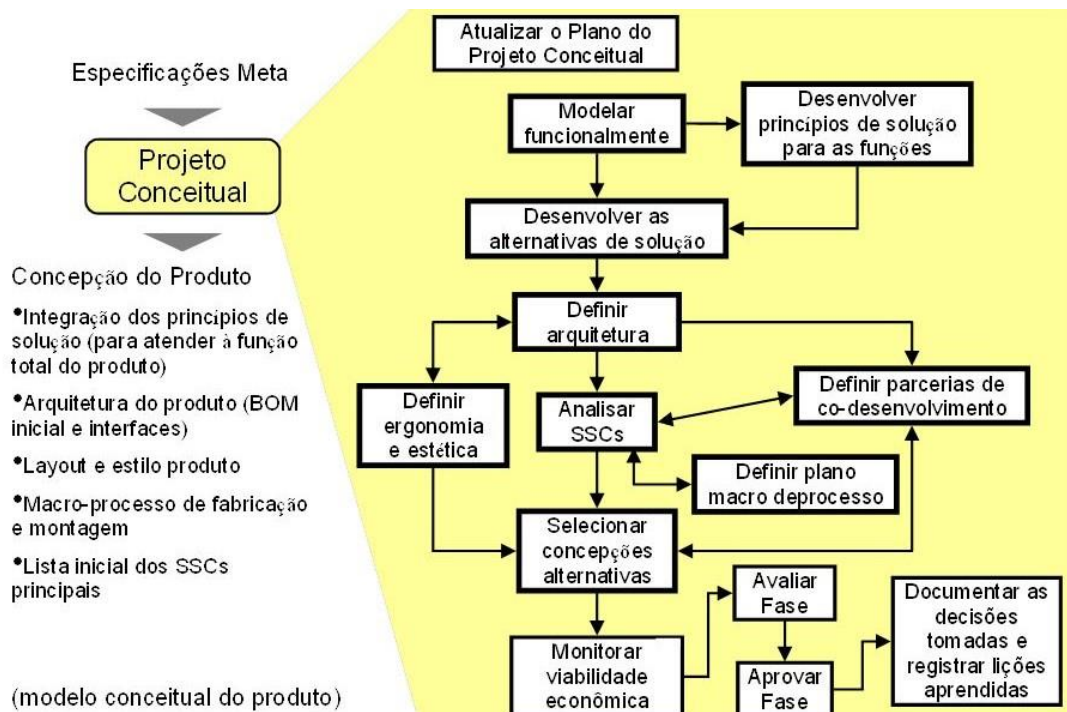 Especificações Meta
Projeto
Conceitual
Concepção do Produto
•Integração dos princípios de
solução (para atender à função
total do produto)
•Arquitetura do produto (BOM
inicial e interfaces)
•Layout e estilo produto
•Macro-processo de fabricação
e montagem
•Lista inicial dos SSCs
principais
(modelo conceitual do produto)
Atualizar o Plano do
Projeto Conceitual
Modelar
funcionalmente
Desenvolver
princípios de solução
para as funções
Desenvolver as
alternativas de solução
Definir
arquitetura
Definir
ergonomia
e estética
Analisar
SSCs
Definir parcerias de
co-desenvolvimento
Definir plano
macro deprocesso
Selecionar
concepções
alternativas
Monitorar
viabilidade
econômica
Avaliar
Fase
Aprovar
Fase
Documentar as
decisões
tomadas e
registrar lições
aprendidas